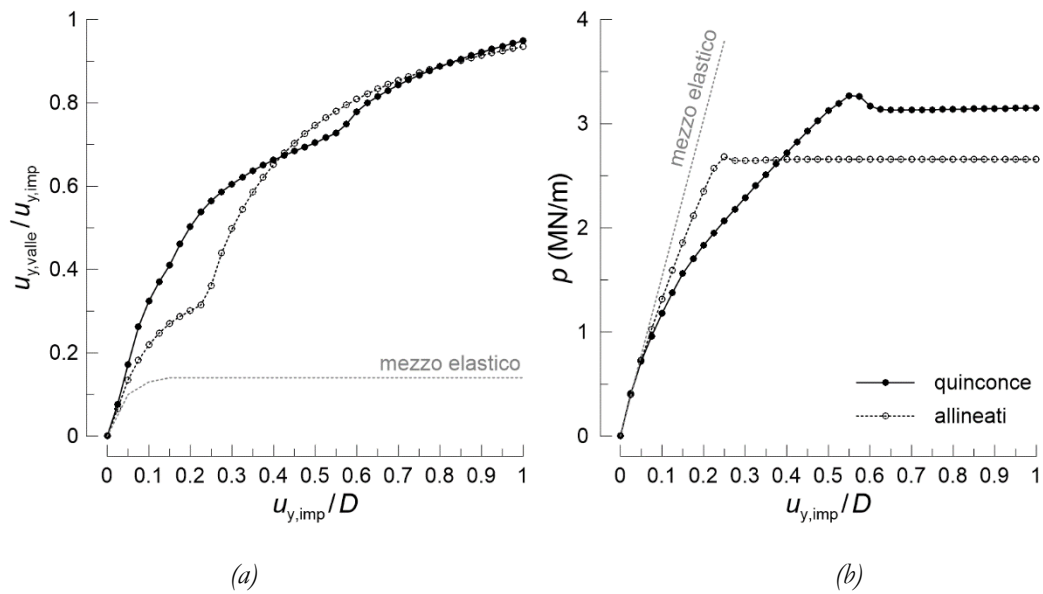 1
0.8
0.6
0.4
0.2
0
u_y,valle / u_y,imp
mezzo elastico
0 0.1 0.2 0.3 0.4 0.5 0.6 0.7 0.8 0.9 1
u_y,imp / D
(a)
4
3
2
1
0
p (MN/m)
mezzo elastico
quinconce
allineati
0 0.1 0.2 0.3 0.4 0.5 0.6 0.7 0.8 0.9 1
u_y,imp / D
(b)